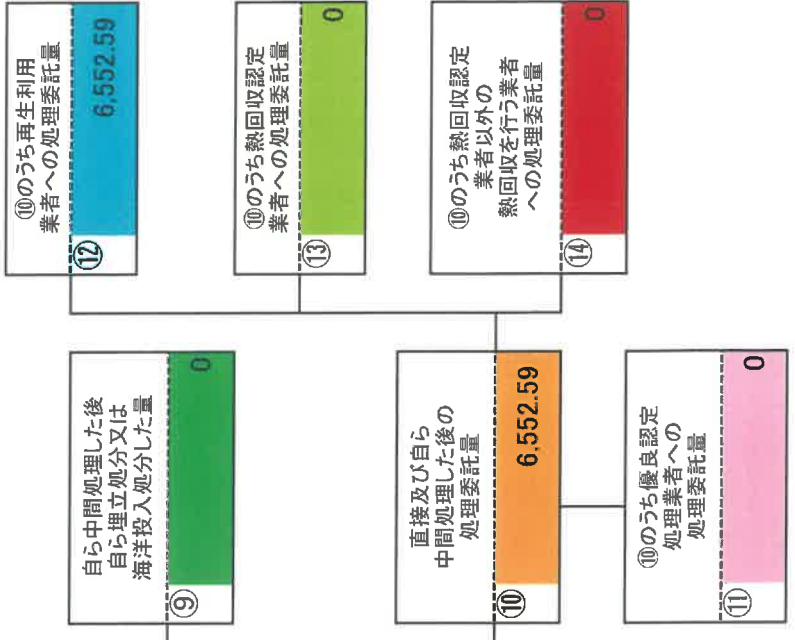 自ら中間処理した後
自ら埋立処分又は
海洋投入処分した量
⑨
0
直接及び自ら
中間処理した後の
処理委託量
⑩
6,552.59
⑩のうち優良認定
処理業者への
処理委託量
⑪
0
⑩のうち再生利用
業者への処理委託量
⑫
6,552.59
⑩のうち熱回収認定
業者への処理委託量
⑬
0
⑩のうち熱回収認定
業者以外の
熱回収を行う業者
への処理委託量
⑭
0